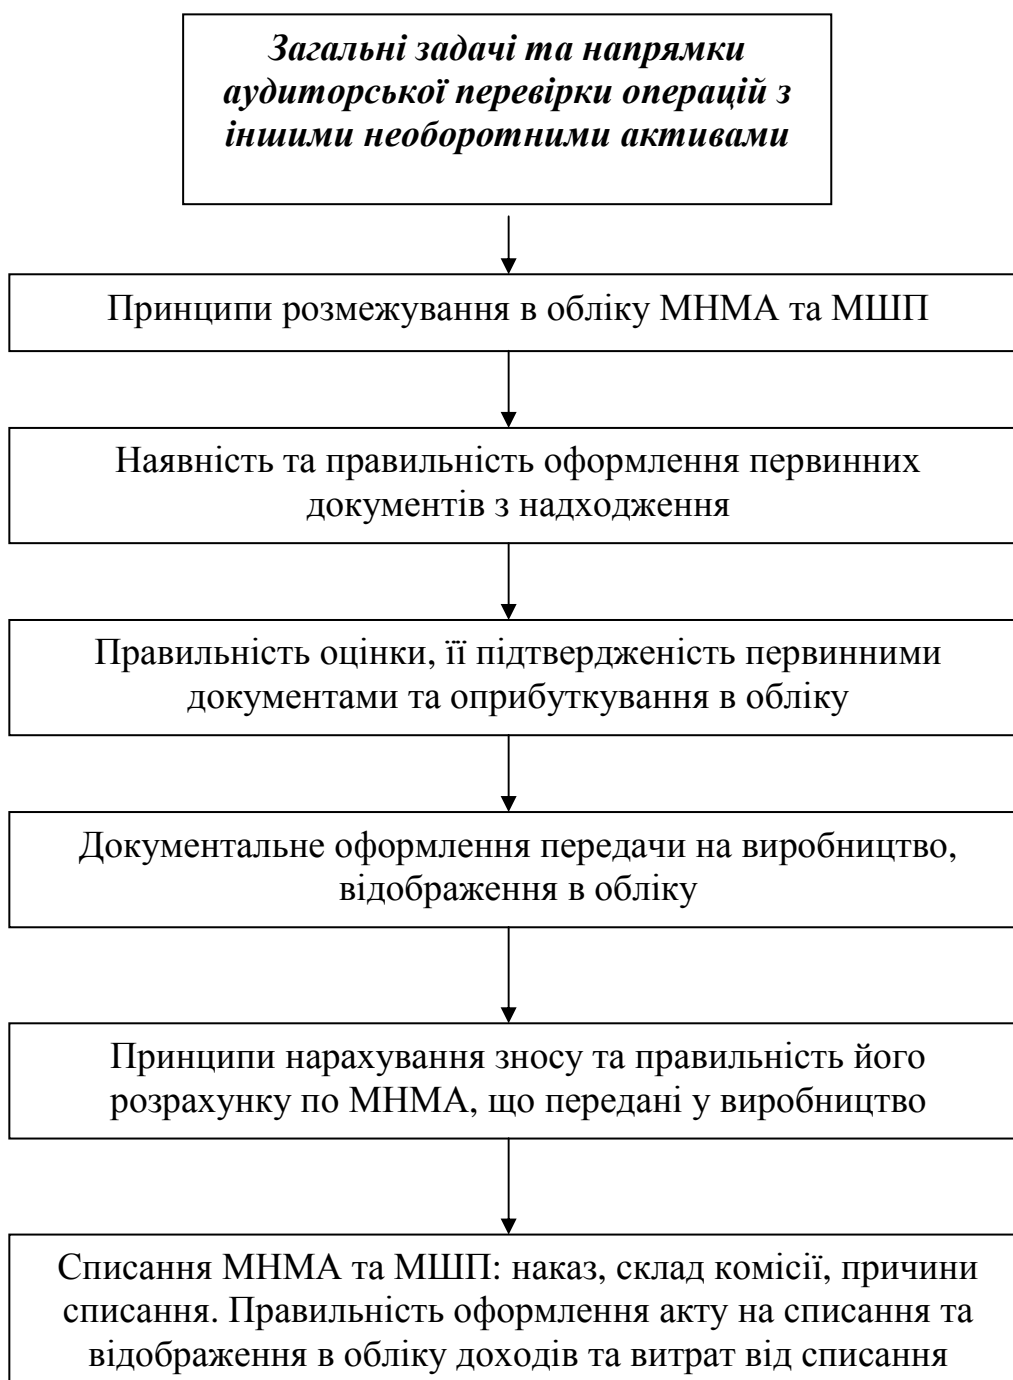 Загальні задачі та напрямки
аудиторської перевірки операцій з
іншими необоротними активами
Принципи розмежування в обліку МНМА та МШП
Наявність та правильність оформлення первинних
документів з надходження
Правильність оцінки, її підтвердженість первинними
документами та оприбуткування в обліку
Документальне оформлення передачи на виробництво,
відображення в обліку
Принципи нарахування зносу та правильність його
розрахунку по МНМА, що передані у виробництво
Списання МНМА та МШП: наказ, склад комісії, причини
списання. Правильність оформлення акту на списання та
відображення в обліку доходів та витрат від списання